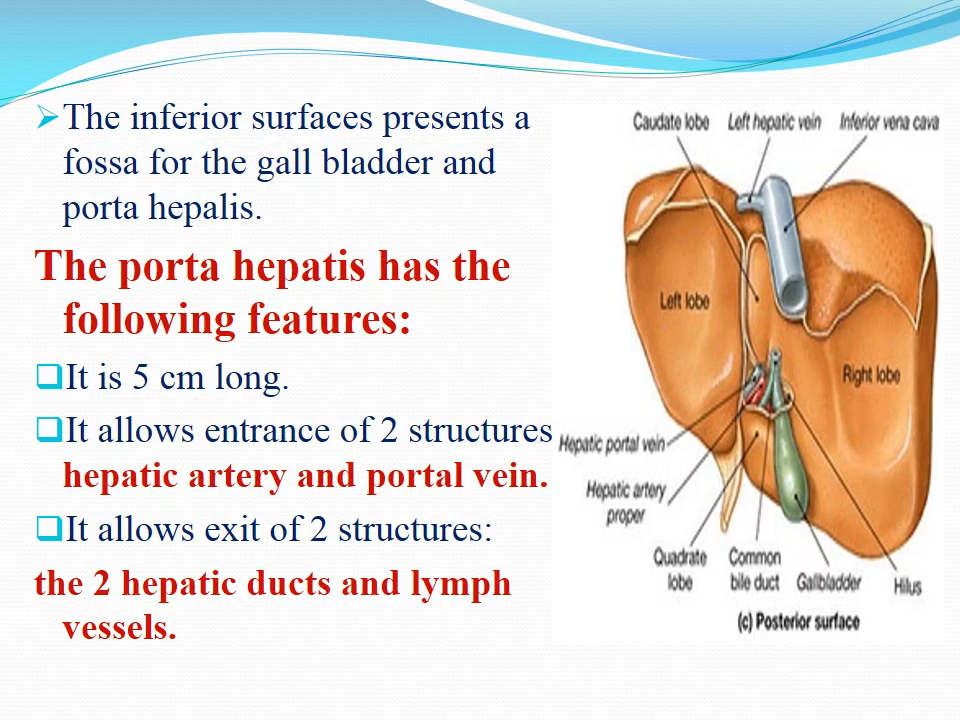 The inferior surfaces presents a
fossa for the gall bladder and
porta hepalis.
The porta hepatis has the
following features:
It is 5 cm long.
It allows entrance of 2 structures
hepatic artery and portal vein.
It allows exit of 2 structures:
the 2 hepatic ducts and lymph
vessels.
Caudate lobe Left hepatic vein Inferior vena cava
Left lobe
Right lobe
Hepatic portal vein
Hepatic artery
proper
Quadrate
lobe
Common
bile duct
Gallbladder
Hilus
(c) Posterior surface